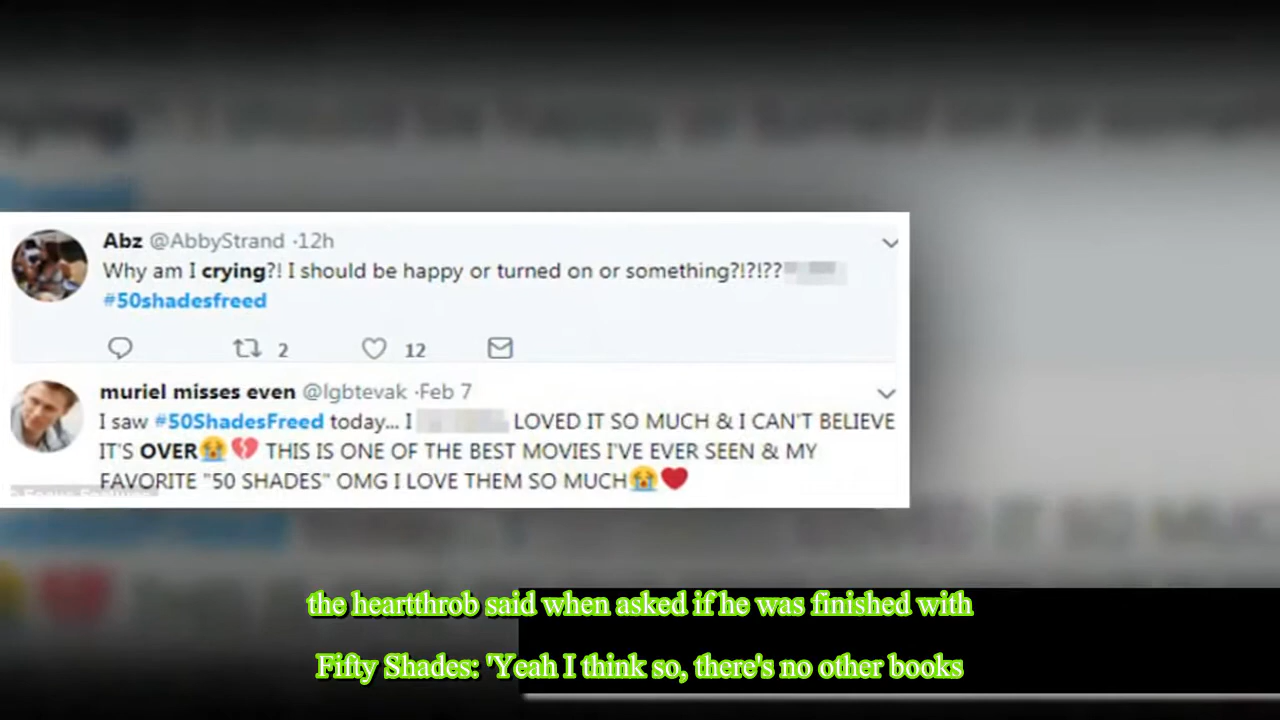 Abz @AbbyStrand ·12h
Why am I crying?! I should be happy or turned on or something?!?!??
#50shadesfreed
2 12
muriel misses even @lgbtevak ·Feb 7
I saw #50ShadesFreed today... I LOVED IT SO MUCH & I CAN'T BELIEVE
IT'S OVER😭💔 THIS IS ONE OF THE BEST MOVIES I'VE EVER SEEN & MY
FAVORITE "50 SHADES" OMG I LOVE THEM SO MUCH😭❤
the heartthrob said when asked if he was finished with
Fifty Shades: 'Yeah I think so, there's no other books